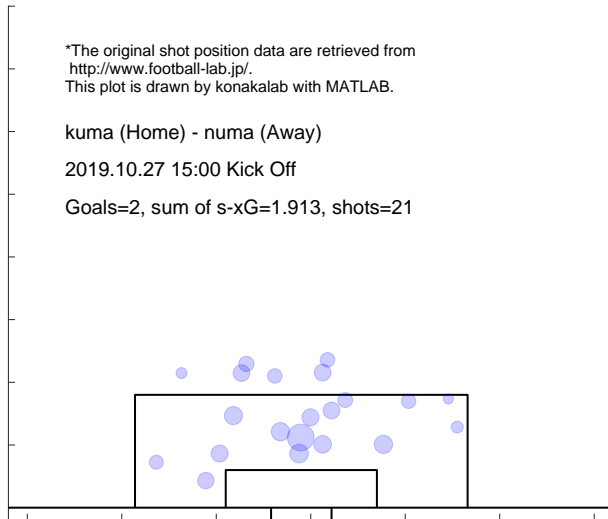 *The original shot position data are retrieved from
http://www.football-lab.jp/.
This plot is drawn by konakalab with MATLAB.
kuma (Home) - numa (Away)
2019.10.27 15:00 Kick Off
Goals=2, sum of s-xG=1.913, shots=21